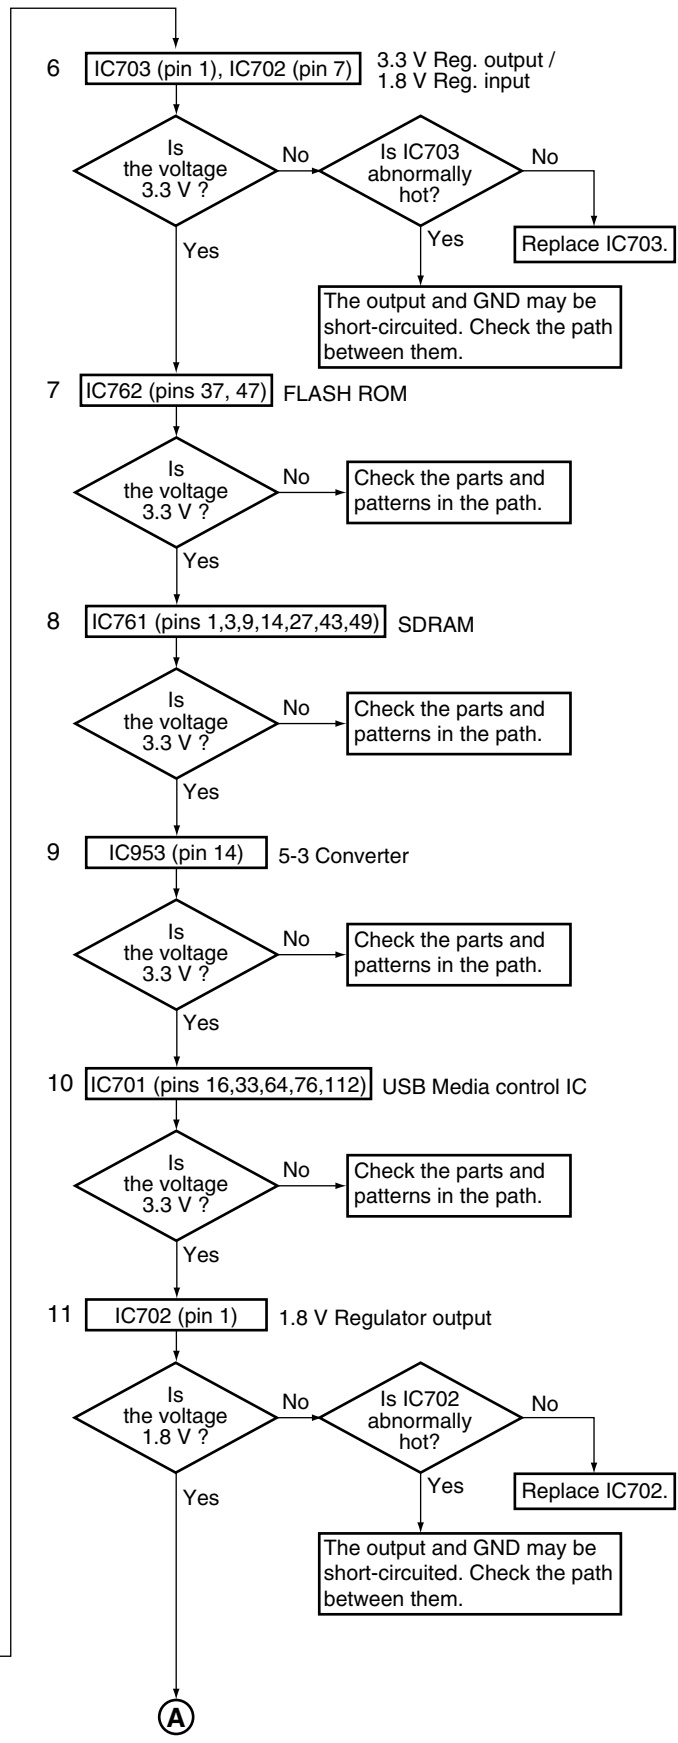 6
IC703 (pin 1), IC702 (pin 7)
3.3 V Reg. output /
1.8 V Reg. input
Is
the voltage
3.3 V ?
No
Is IC703
abnormally
hot?
No
Replace IC703.
Yes
Yes
The output and GND may be
short-circuited. Check the path
between them.
7
IC762 (pins 37, 47)
FLASH ROM
Is
the voltage
3.3 V ?
No
Check the parts and
patterns in the path.
Yes
8
IC761 (pins 1,3,9,14,27,43,49)
SDRAM
Is
the voltage
3.3 V ?
No
Check the parts and
patterns in the path.
Yes
9
IC953 (pin 14)
5-3 Converter
Is
the voltage
3.3 V ?
No
Check the parts and
patterns in the path.
Yes
10
IC701 (pins 16,33,64,76,112)
USB Media control IC
Is
the voltage
3.3 V ?
No
Check the parts and
patterns in the path.
Yes
11
IC702 (pin 1)
1.8 V Regulator output
Is
the voltage
1.8 V ?
No
Is IC702
abnormally
hot?
No
Replace IC702.
Yes
Yes
The output and GND may be
short-circuited. Check the path
between them.
A